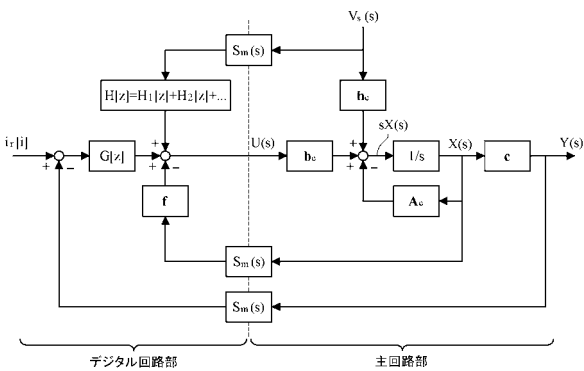 Vs(s)
Sm(s)
H[z]=H1[z]+H2[z]+...
hc
sX(s)
ir[i]
+
−
G[z]
+
+
−
U(s)
bc
+
+
−
1/s
X(s)
c
Y(s)
f
Ac
Sm(s)
Sm(s)
デジタル回路部
主回路部